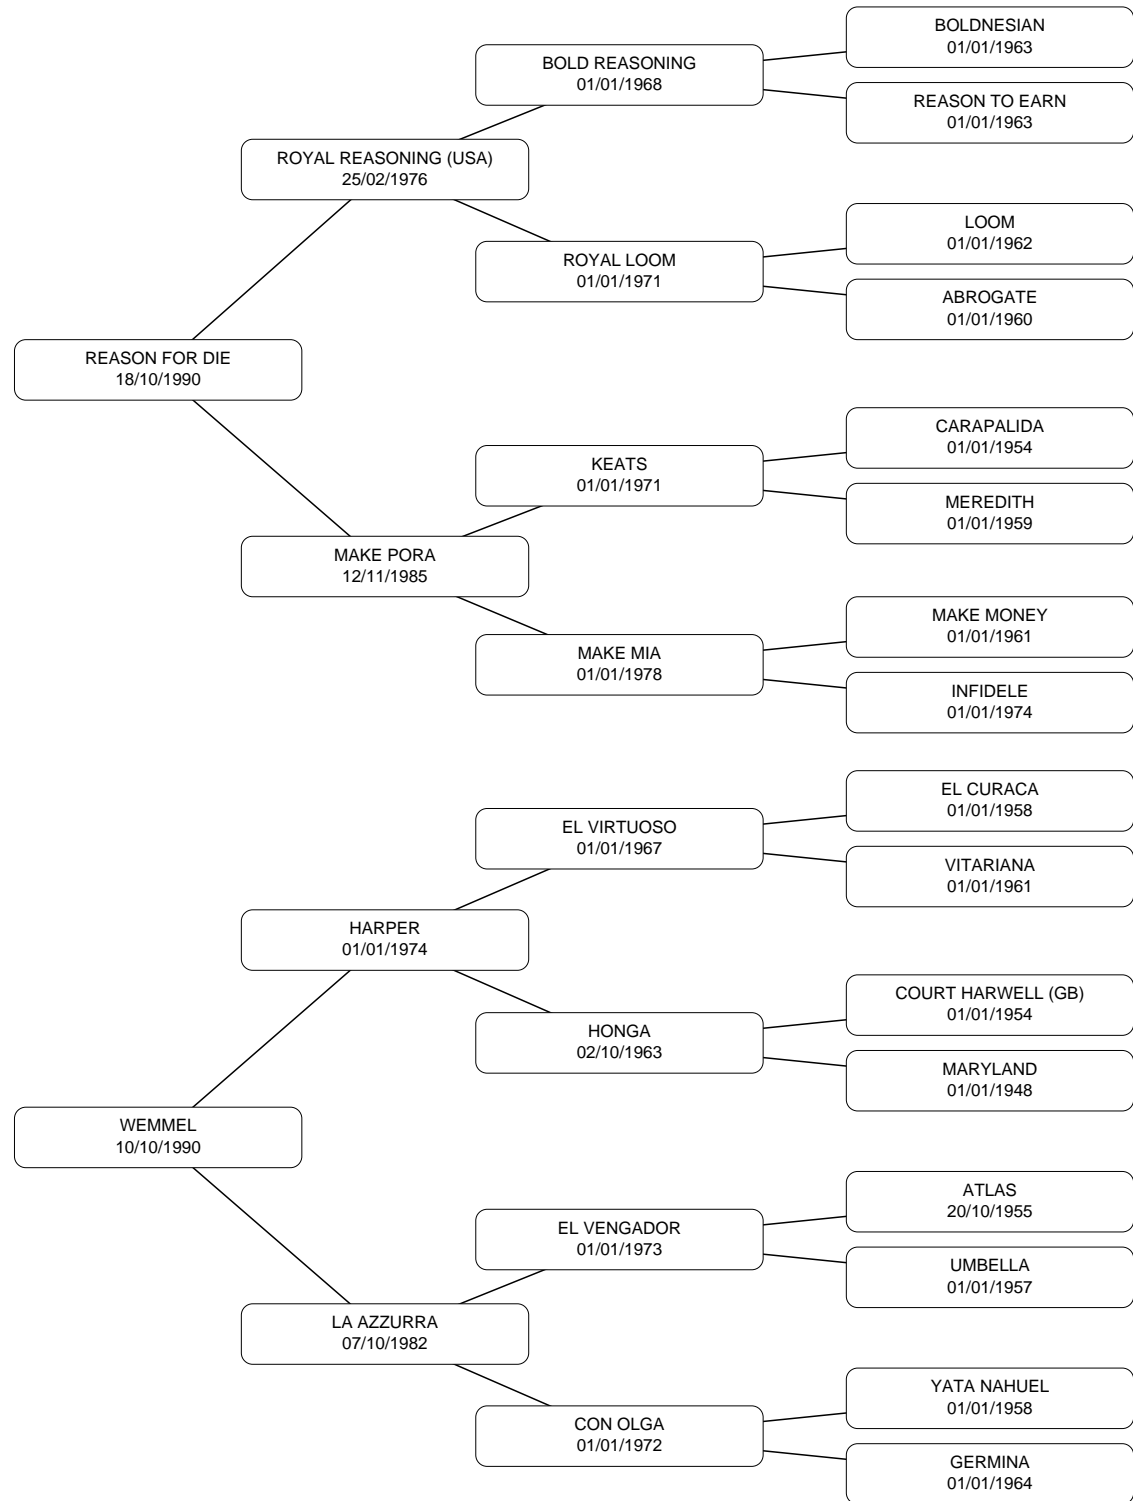 BOLDNESIAN
01/01/1963
BOLD REASONING
01/01/1968
REASON TO EARN
01/01/1963
ROYAL REASONING (USA)
25/02/1976
LOOM
01/01/1962
ROYAL LOOM
01/01/1971
ABROGATE
01/01/1960
REASON FOR DIE
18/10/1990
CARAPALIDA
01/01/1954
KEATS
01/01/1971
MEREDITH
01/01/1959
MAKE PORA
12/11/1985
MAKE MONEY
01/01/1961
MAKE MIA
01/01/1978
INFIDELE
01/01/1974
EL CURACA
01/01/1958
EL VIRTUOSO
01/01/1967
VITARIANA
01/01/1961
HARPER
01/01/1974
COURT HARWELL (GB)
01/01/1954
HONGA
02/10/1963
MARYLAND
01/01/1948
WEMMEL
10/10/1990
ATLAS
20/10/1955
EL VENGADOR
01/01/1973
UMBELLA
01/01/1957
LA AZZURRA
07/10/1982
YATA NAHUEL
01/01/1958
CON OLGA
01/01/1972
GERMINA
01/01/1964